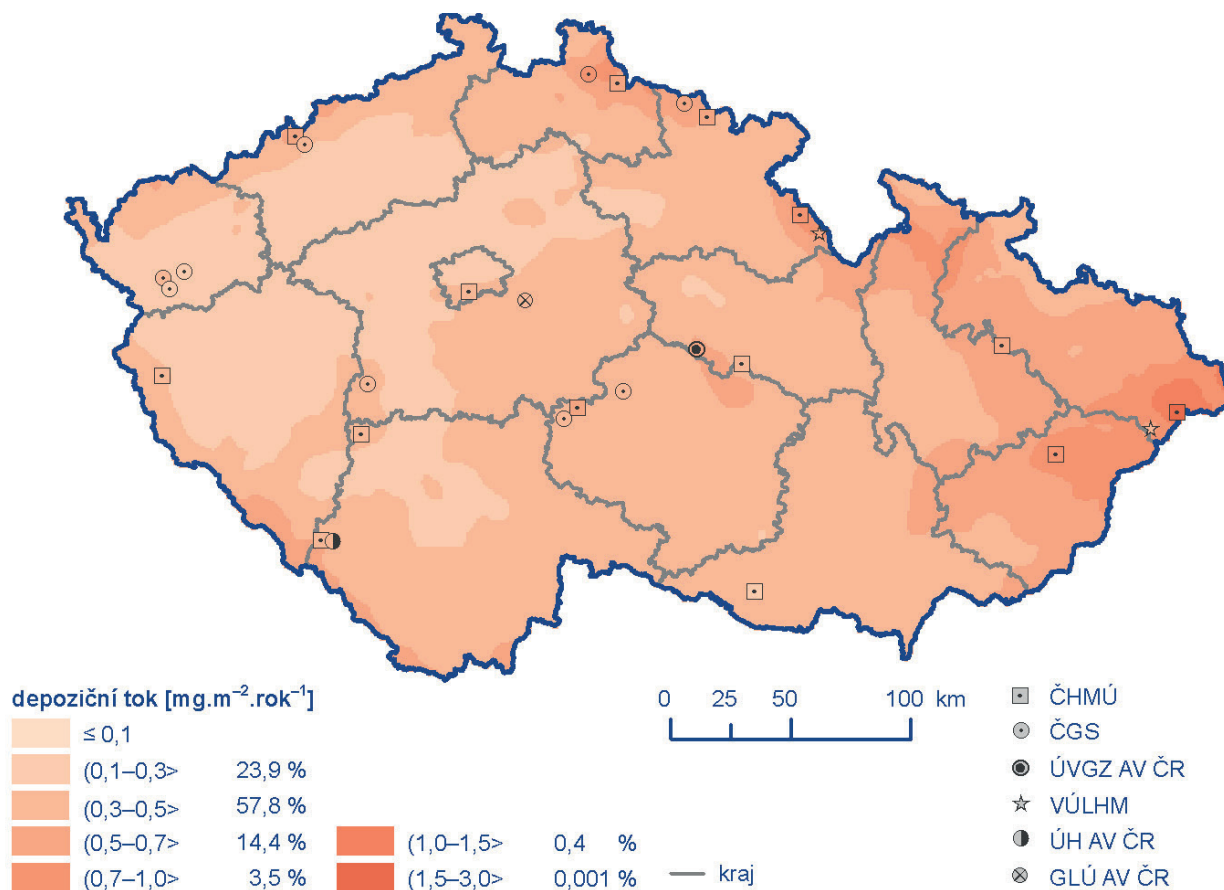 depoziční tok [mg.m⁻².rok⁻¹]
≤ 0,1
(0,1–0,3> 23,9 %
(0,3–0,5> 57,8 %
(0,5–0,7> 14,4 %
(0,7–1,0> 3,5 %
(1,0–1,5> 0,4 %
(1,5–3,0> 0,001 %
0 25 50 100 km
kraj
ČHMÚ
ČGS
ÚVGZ AV ČR
VÚLHM
ÚH AV ČR
GLÚ AV ČR